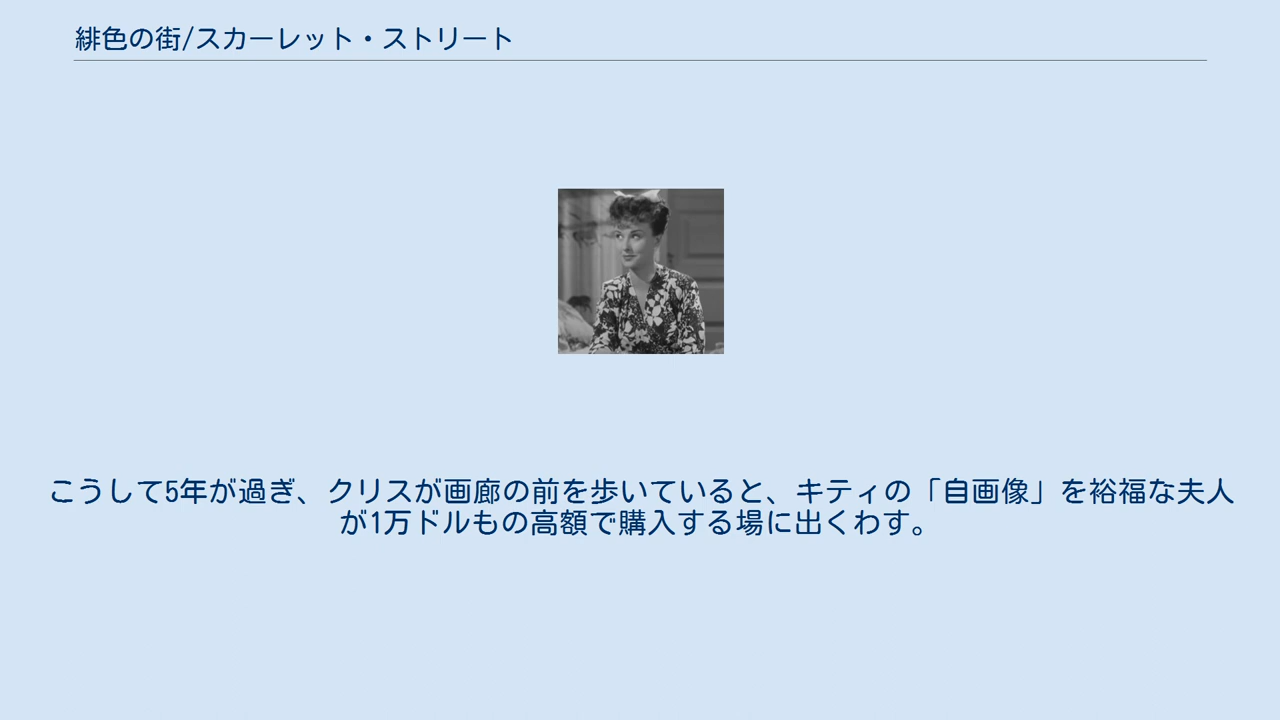 緋色の街/スカーレット・ストリート
こうして5年が過ぎ、クリスが画廊の前を歩いていると、キティの「自画像」を裕福な夫人
が1万ドルもの高額で購入する場に出くわす。